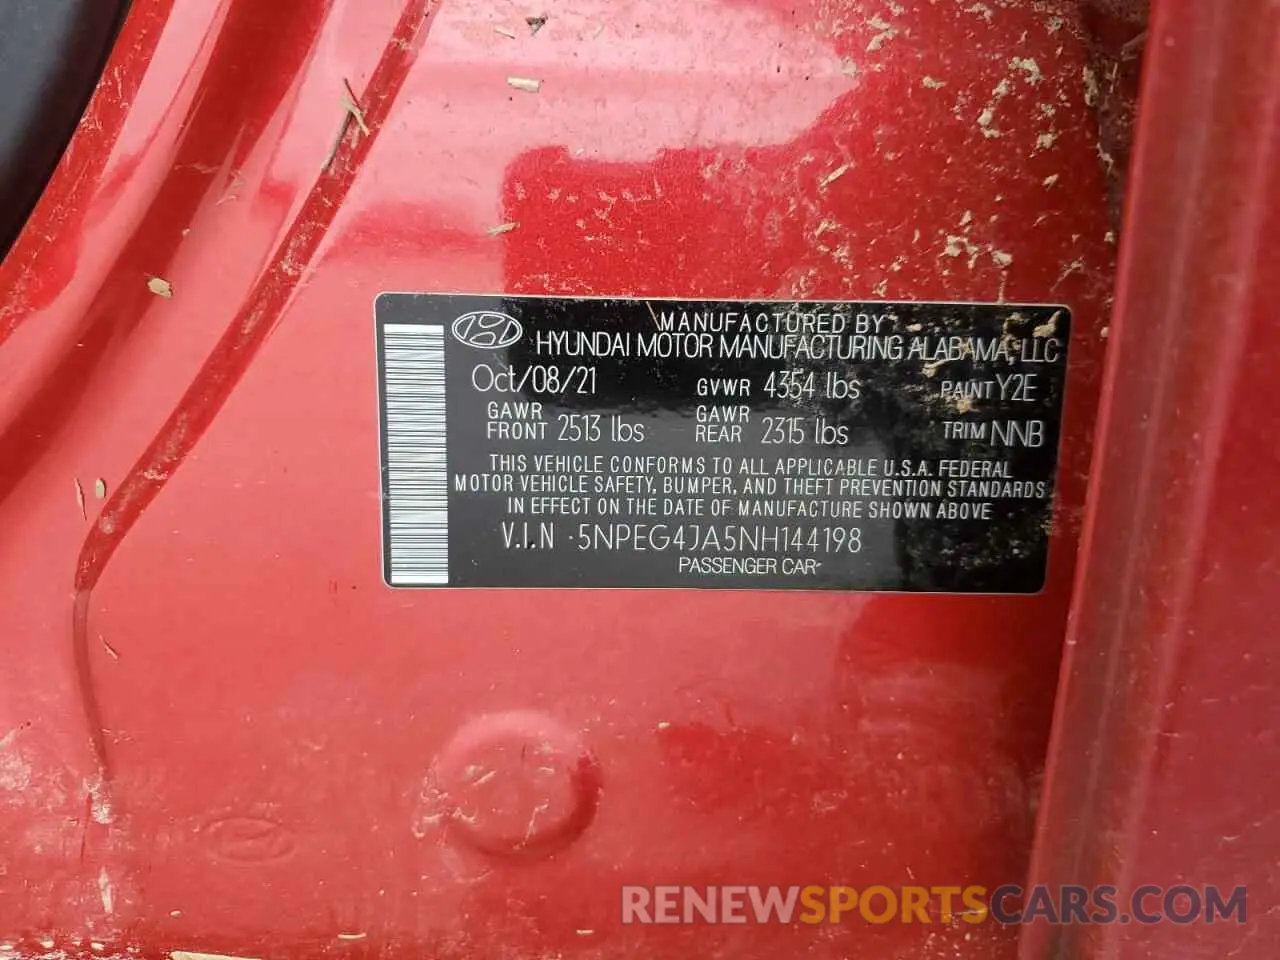 MANUFACTURED BY
HYUNDAI MOTOR MANUFACTURING ALABAMA, LLC
Oct/08/21 GVWR 4354 lbs PAINT Y2E
GAWR FRONT 2513 lbs GAWR REAR 2315 lbs TRIM NNB
THIS VEHICLE CONFORMS TO ALL APPLICABLE U.S.A. FEDERAL
MOTOR VEHICLE SAFETY, BUMPER, AND THEFT PREVENTION STANDARDS
IN EFFECT ON THE DATE OF MANUFACTURE SHOWN ABOVE
V.I.N · 5NPEG4JA5NH144198
PASSENGER CAR
RENEWSPORTSCARS.COM